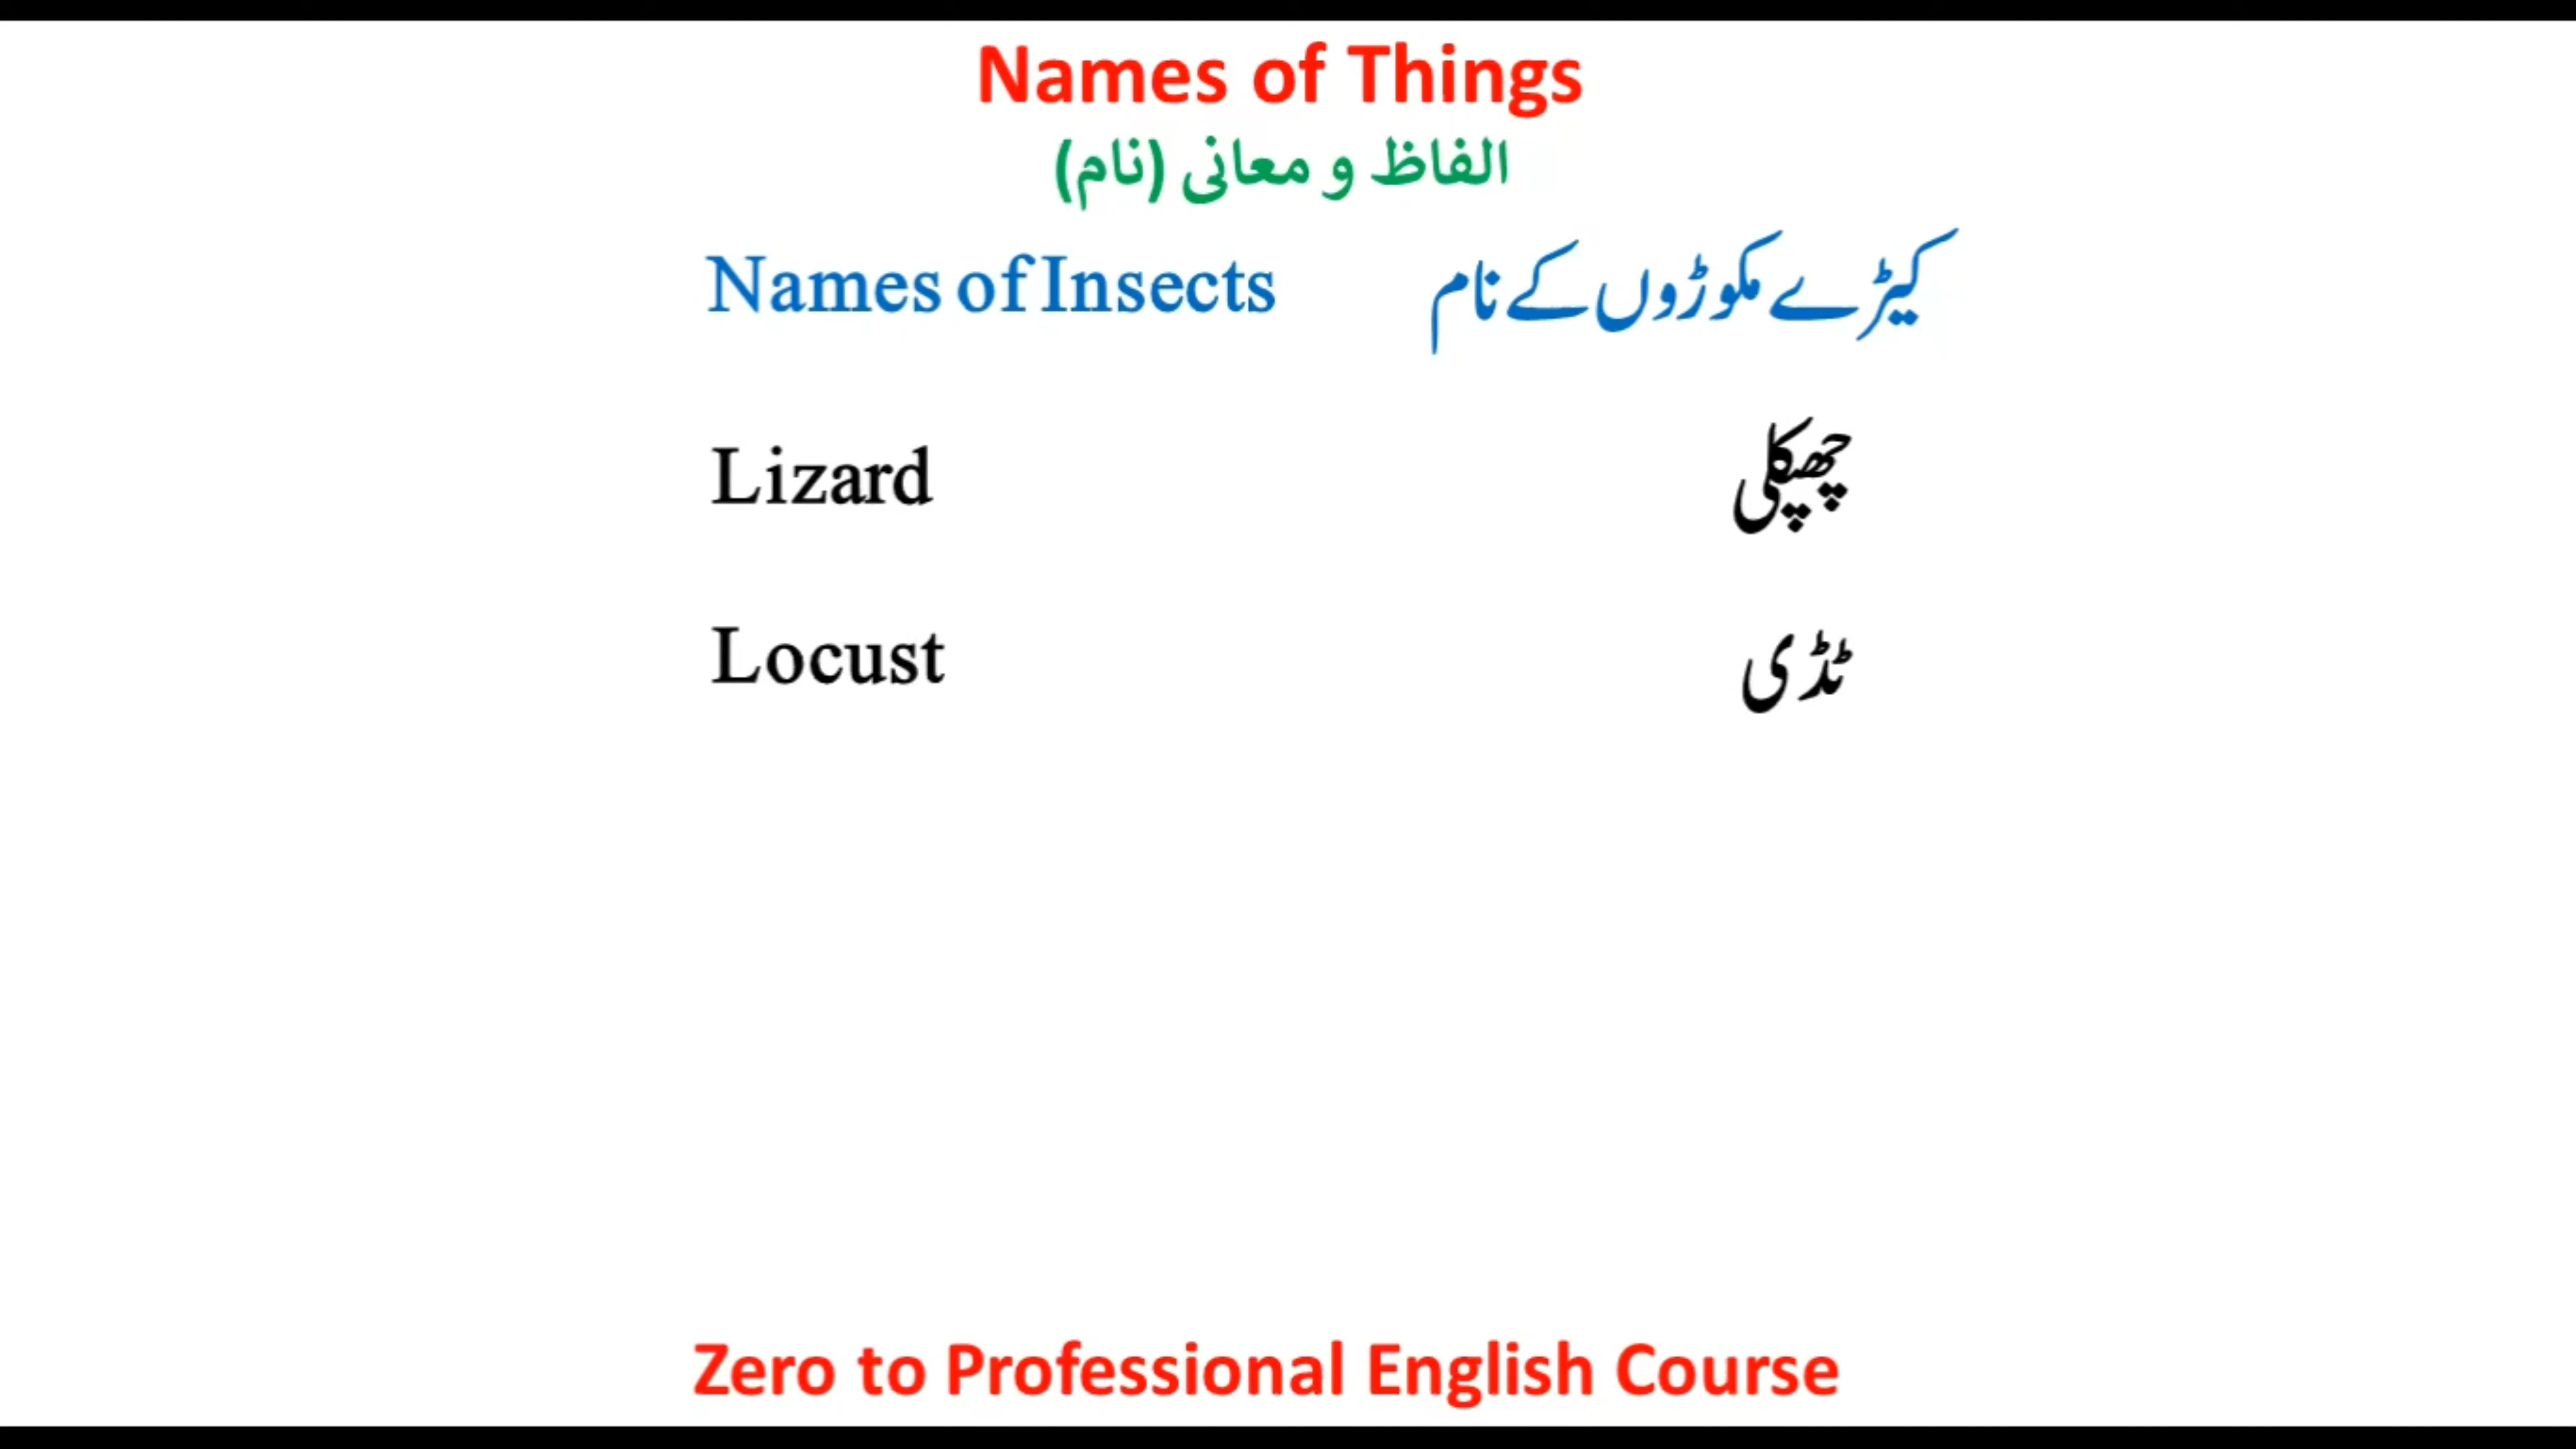 Names of Things
الفاظ و معانی (نام)
Names of Insects کیڑے مکوڑوں کے نام
Lizard چھپکلی
Locust ٹڈی
Zero to Professional English Course